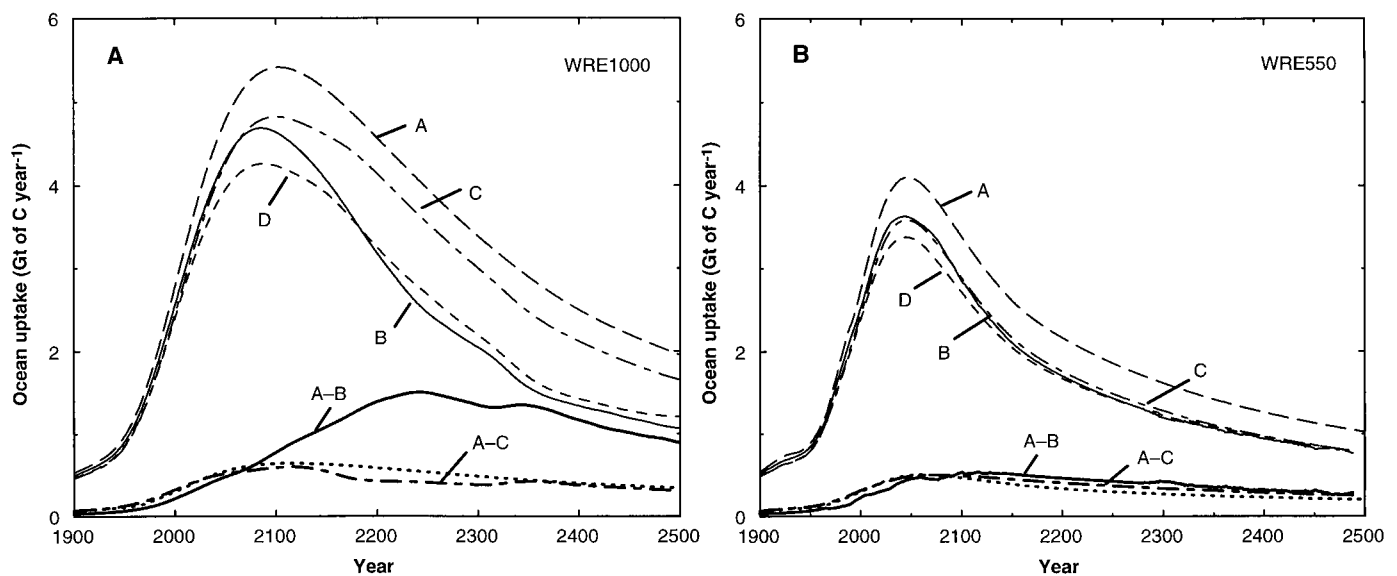 A
WRE1000
Ocean uptake (Gt of C year-1)
6
4
2
0
A
C
D
B
A–B
A–C
1900 2000 2100 2200 2300 2400 2500
Year
B
WRE550
Ocean uptake (Gt of C year-1)
6
4
2
0
A
D
B
C
A–B
A–C
1900 2000 2100 2200 2300 2400 2500
Year